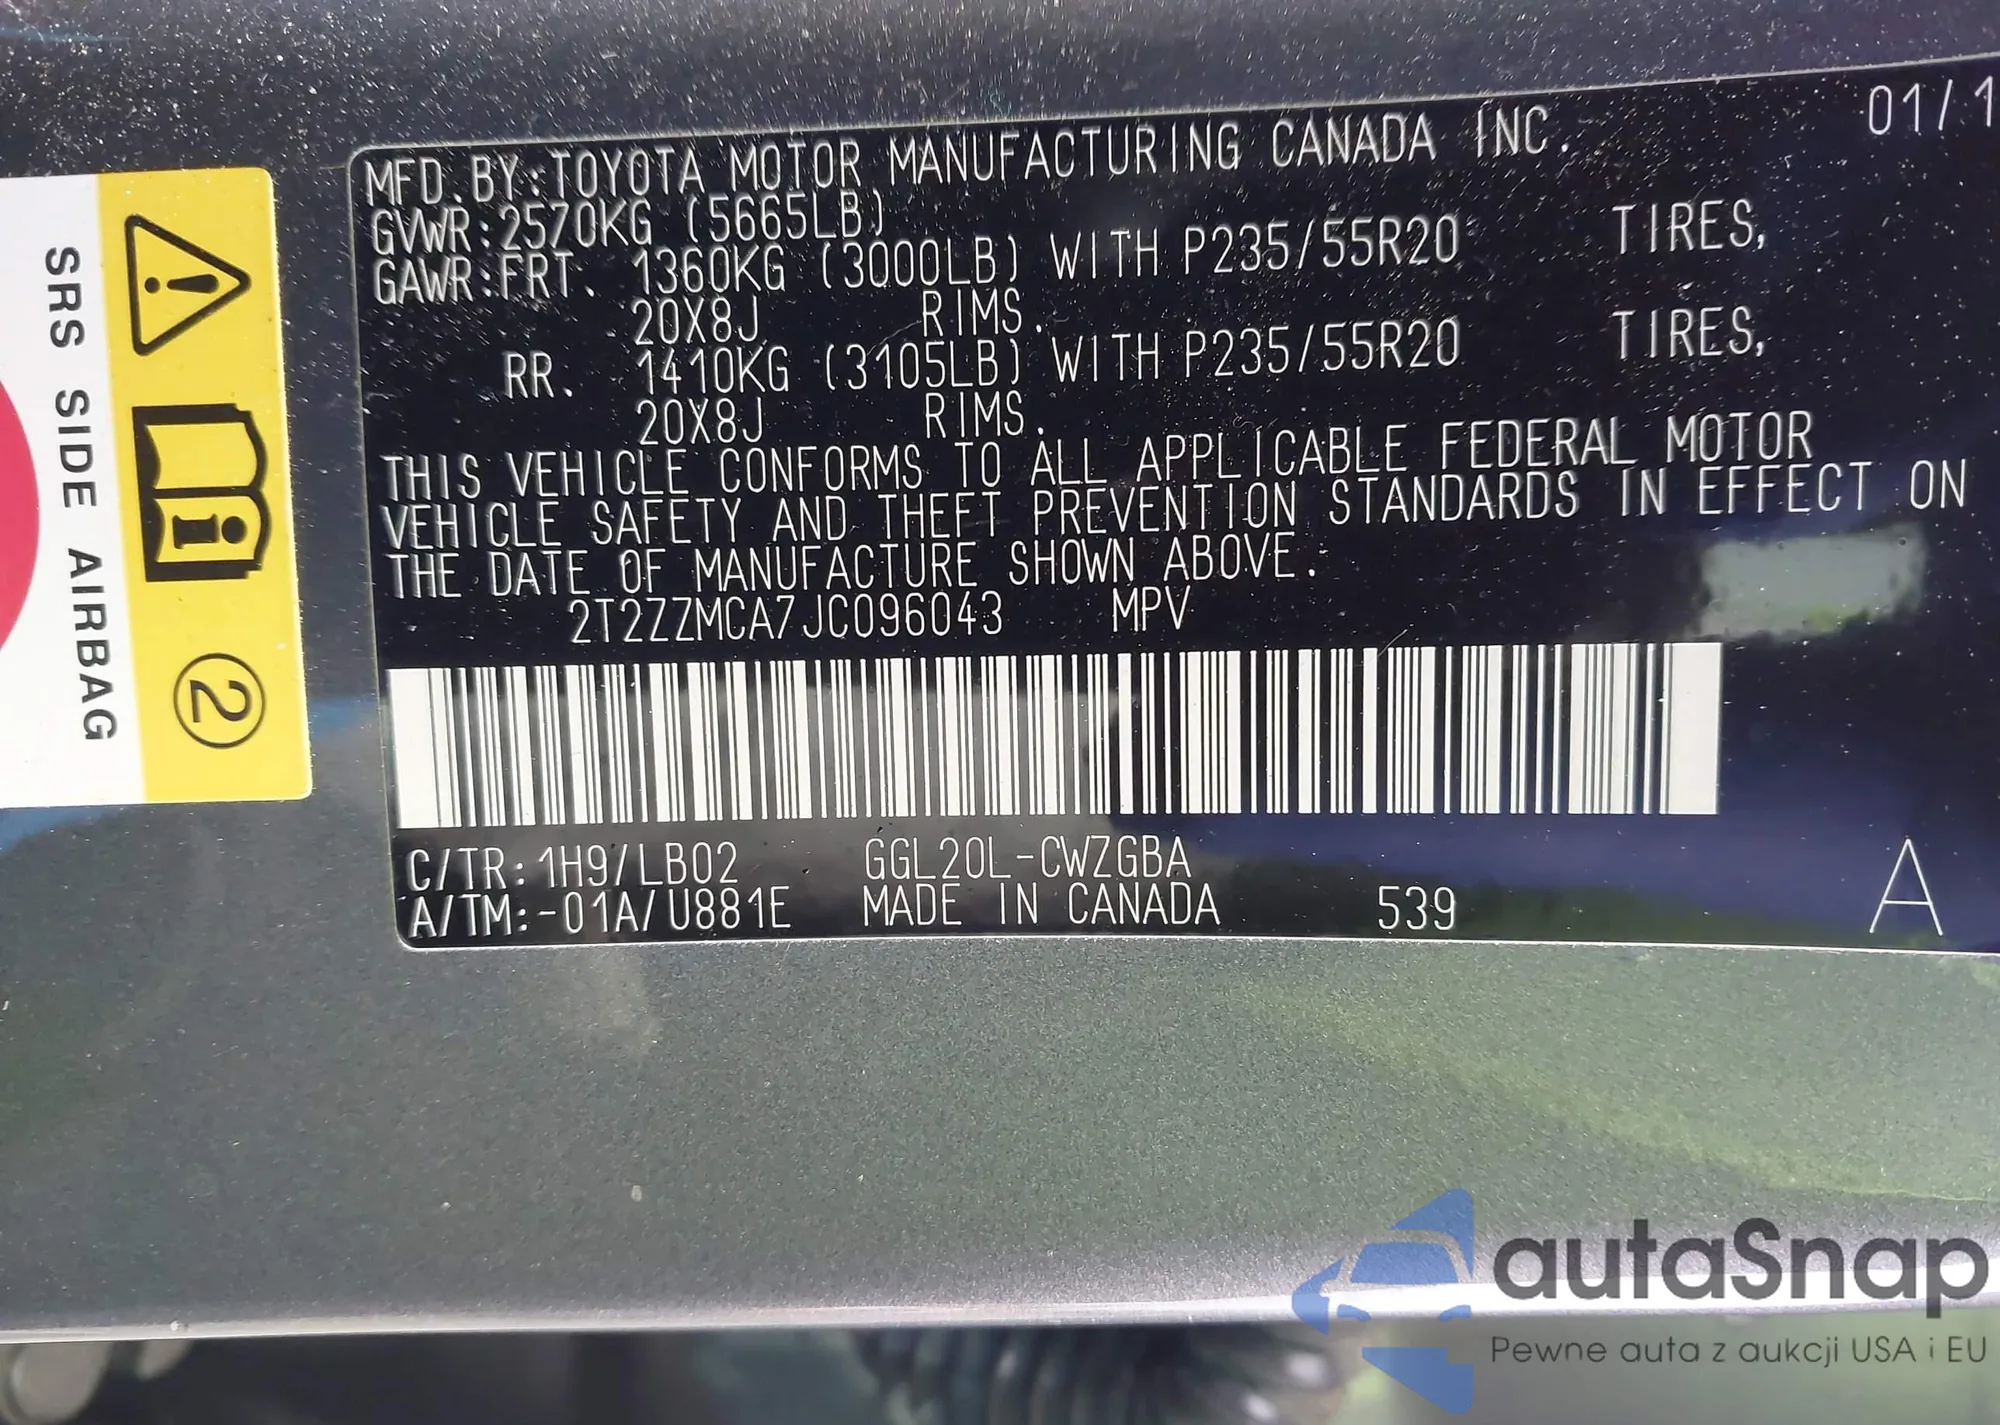 01/1
MFD. BY:TOYOTA MOTOR MANUFACTURING CANADA INC.
GVWR:2570KG (5665LB)
GAWR:FRT. 1360KG (3000LB) WITH P235/55R20 TIRES,
20X8J RIMS.
RR. 1410KG (3105LB) WITH P235/55R20 TIRES,
20X8J RIMS.
THIS VEHICLE CONFORMS TO ALL APPLICABLE FEDERAL MOTOR
VEHICLE SAFETY AND THEFT PREVENTION STANDARDS IN EFFECT ON
THE DATE OF MANUFACTURE SHOWN ABOVE.
2T2ZZMCA7JC096043 MPV
C/TR: 1H9/LB02 GGL20L-CWZGBA
A/TM:-01A/U881E MADE IN CANADA 539 A
SRS SIDE AIRBAG
2
autaSnap
Pewne auta z aukcji USA i EU